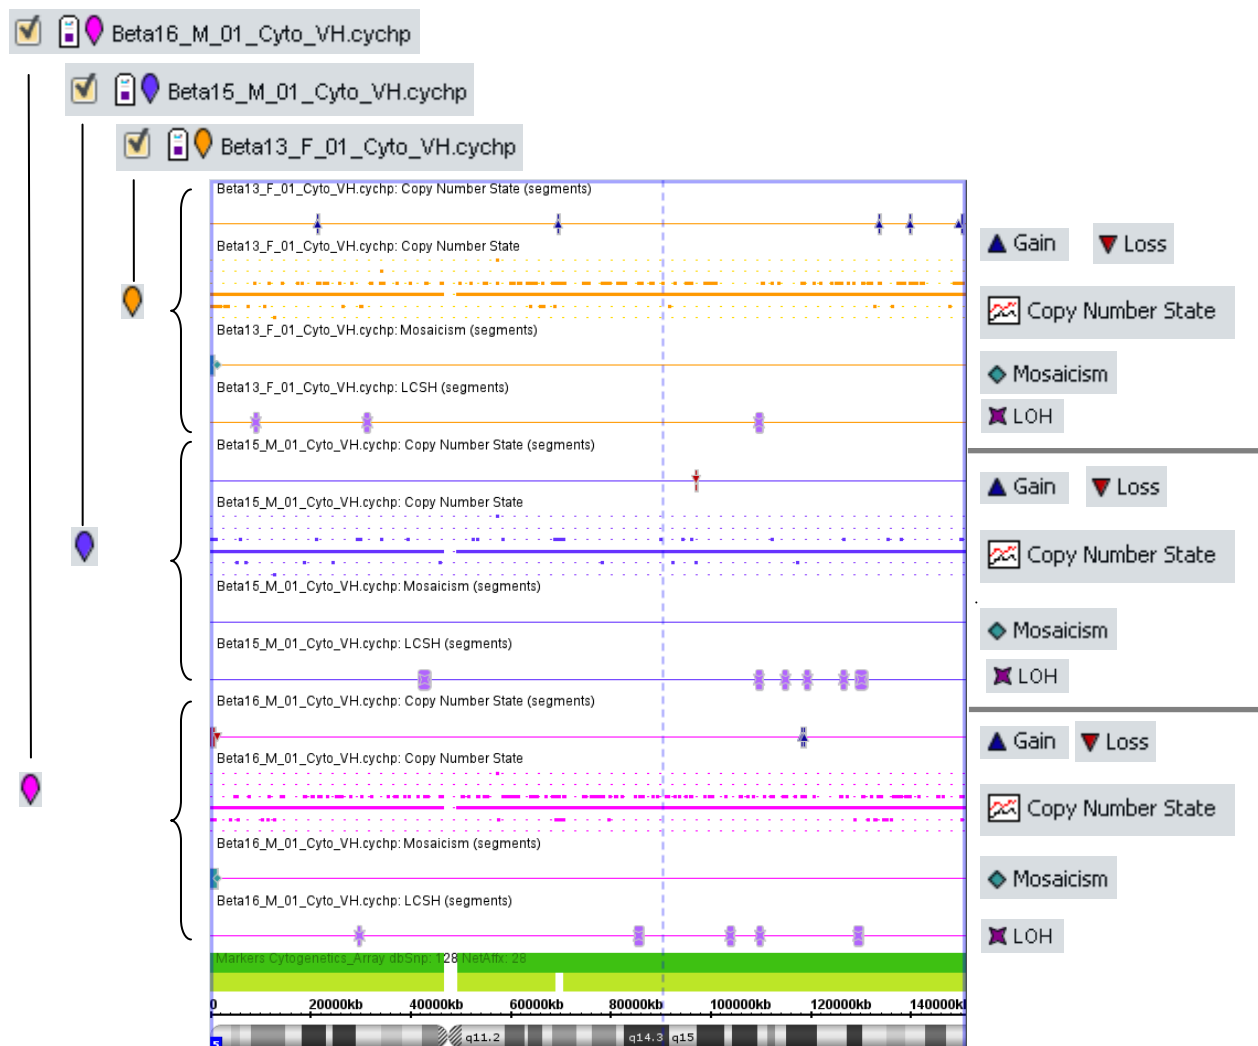 Beta16_M_01_Cyto_VH.cychp
Beta15_M_01_Cyto_VH.cychp
Beta13_F_01_Cyto_VH.cychp
Beta13_F_01_Cyto_VH.cychp: Copy Number State (segments)
Gain Loss
Beta13_F_01_Cyto_VH.cychp: Copy Number State
Copy Number State
Beta13_F_01_Cyto_VH.cychp: Mosaicism (segments)
Mosaicism
Beta13_F_01_Cyto_VH.cychp: LCSH (segments)
LOH
Beta15_M_01_Cyto_VH.cychp: Copy Number State (segments)
Gain Loss
Beta15_M_01_Cyto_VH.cychp: Copy Number State
Copy Number State
Beta15_M_01_Cyto_VH.cychp: Mosaicism (segments)
Mosaicism
Beta15_M_01_Cyto_VH.cychp: LCSH (segments)
LOH
Beta16_M_01_Cyto_VH.cychp: Copy Number State (segments)
Gain Loss
Beta16_M_01_Cyto_VH.cychp: Copy Number State
Copy Number State
Beta16_M_01_Cyto_VH.cychp: Mosaicism (segments)
Mosaicism
Beta16_M_01_Cyto_VH.cychp: LCSH (segments)
LOH
Markers Cytogenetics_Array dbSnp: 128 NetAffx: 28
0 20000kb 40000kb 60000kb 80000kb 100000kb 120000kb 140000k
q11.2 q14.3 q15